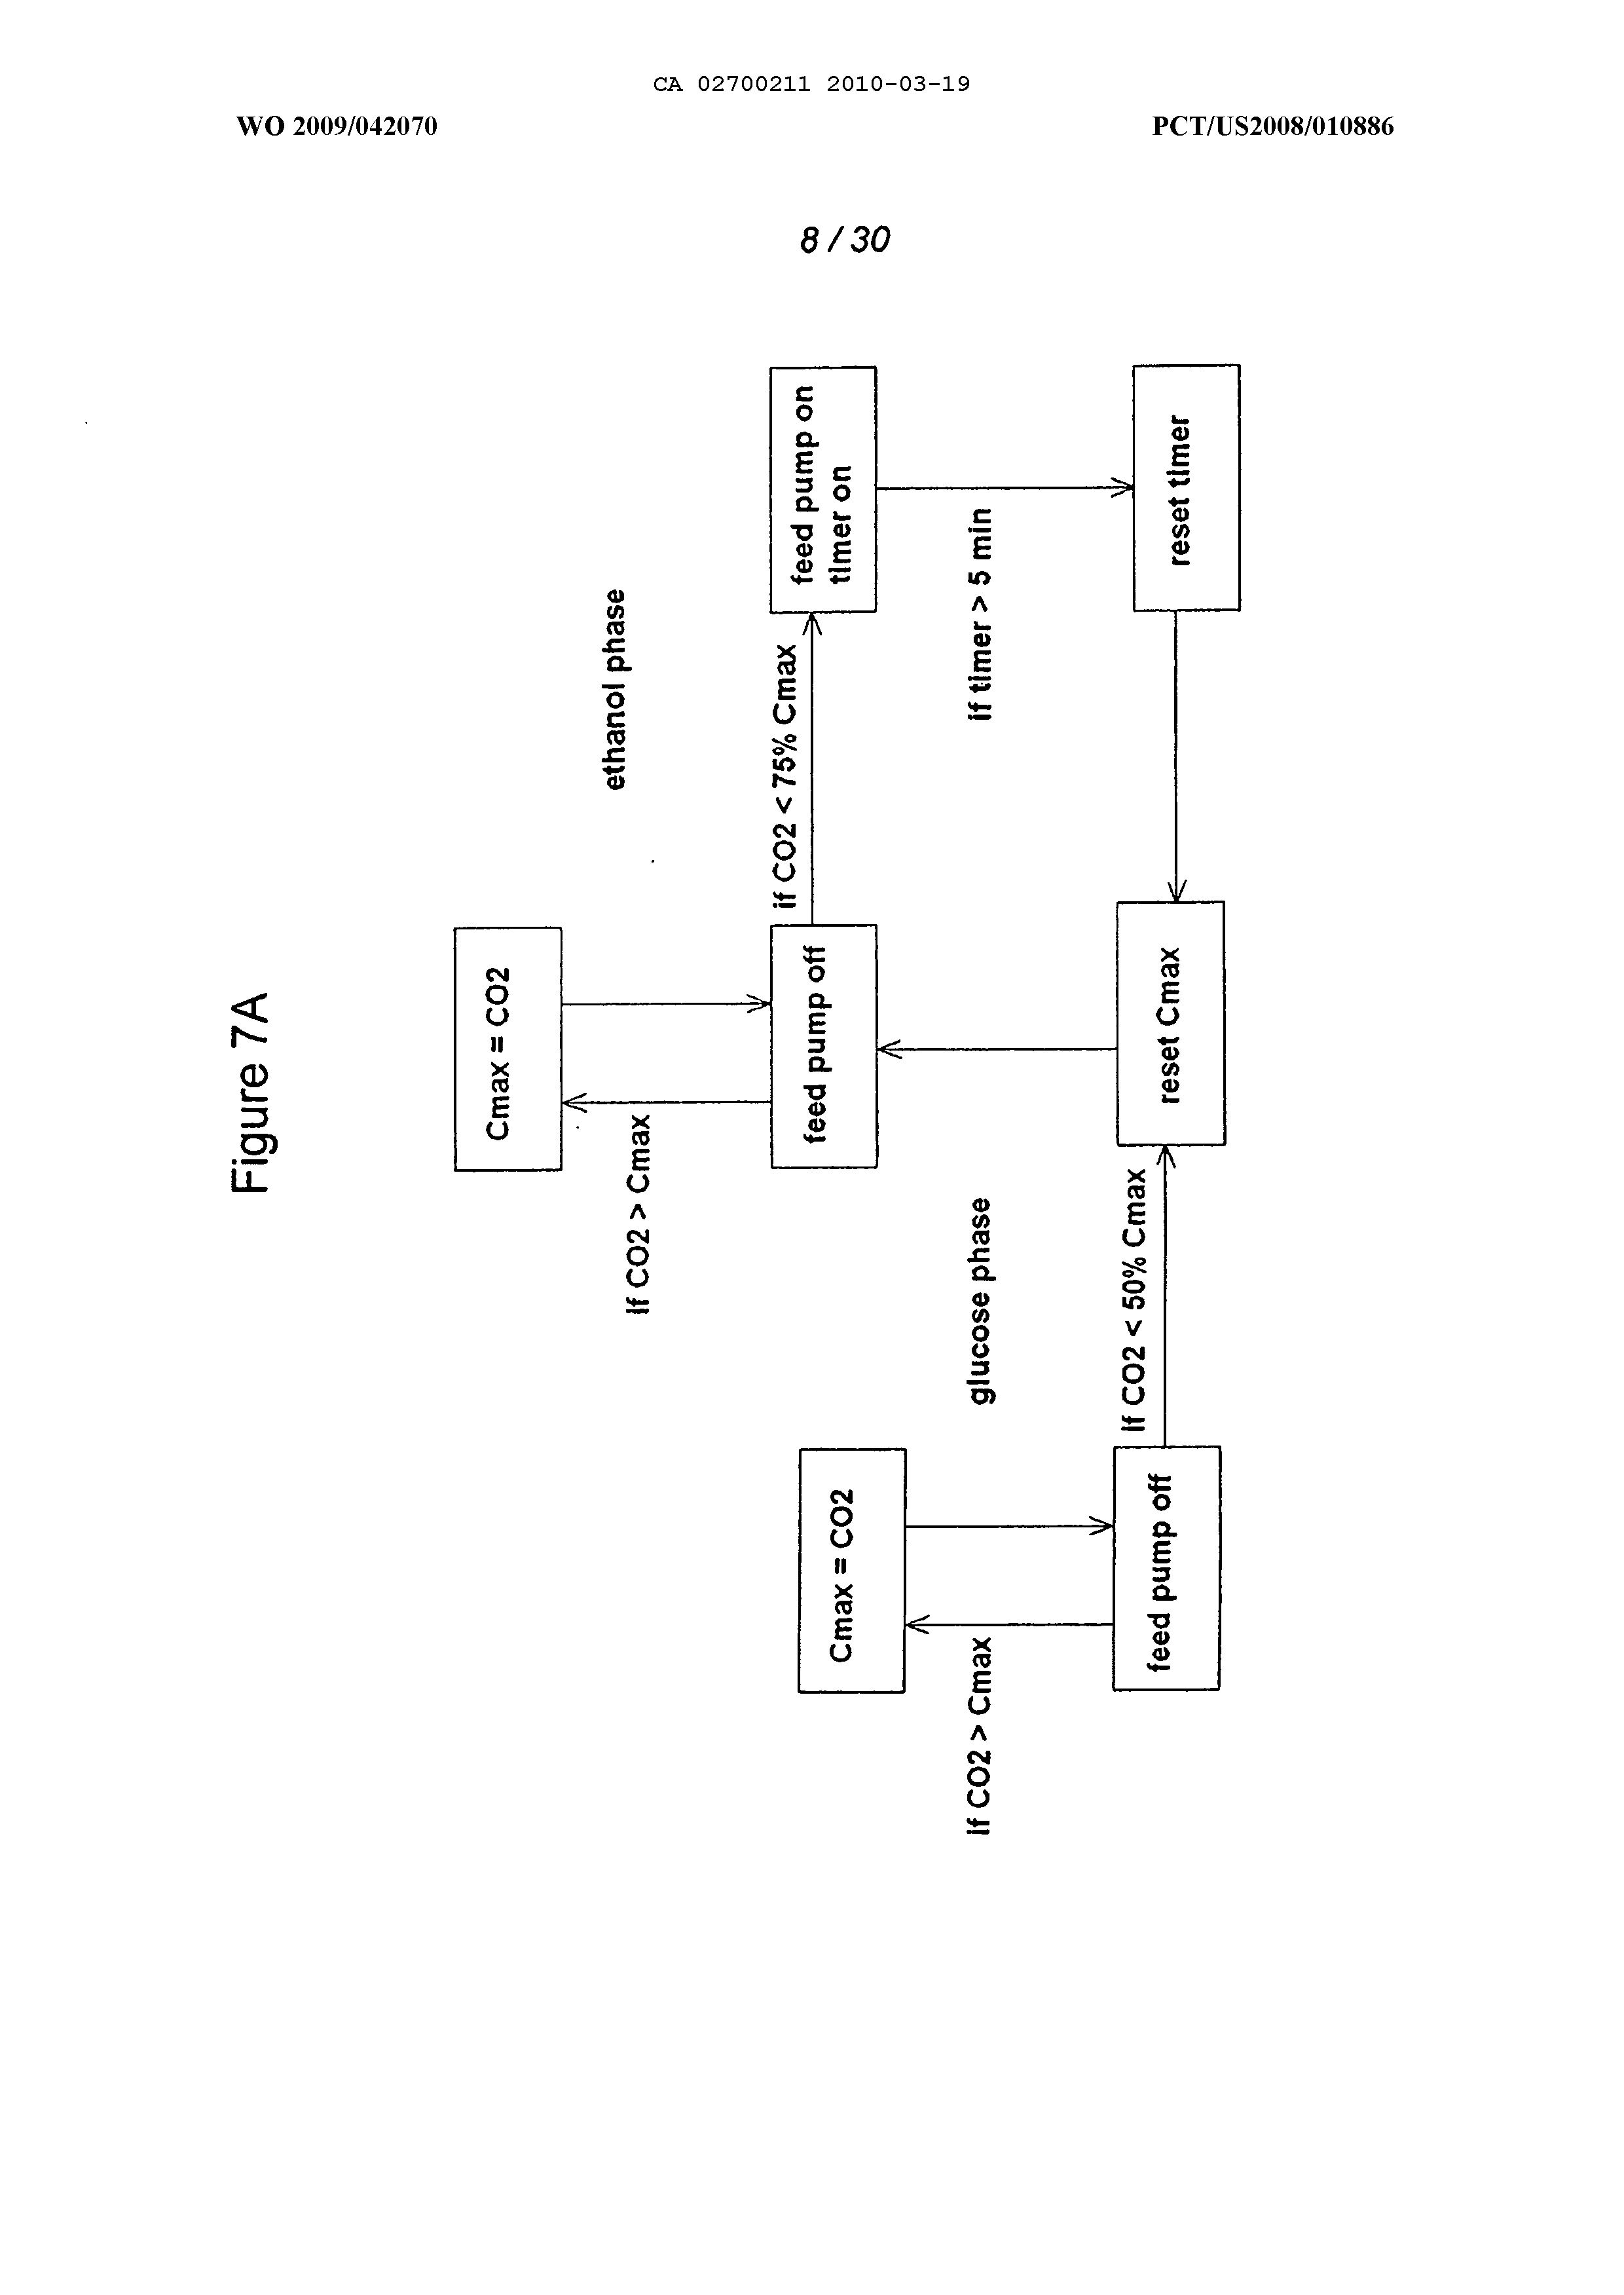 CA 02700211 2010-03-19
WO 2009/042070
PCT/US2008/010886
8 / 30
Figure 7A
Cmax = CO2
if CO2 > Cmax
ethanol phase
feed pump off
if CO2 < 75% Cmax
feed pump on
timer on
Cmax = CO2
if CO2 > Cmax
glucose phase
if timer > 5 min
feed pump off
if CO2 < 50% Cmax
reset Cmax
reset timer